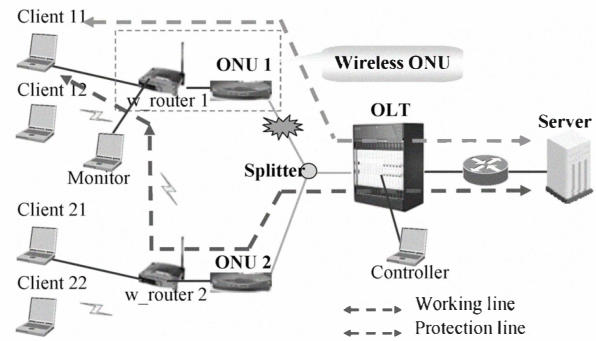 Client 11
ONU 1
Wireless ONU
Client 12
w_router 1
OLT
Server
Monitor
Splitter
Client 21
ONU 2
Controller
Client 22
w_router 2
Working line
Protection line